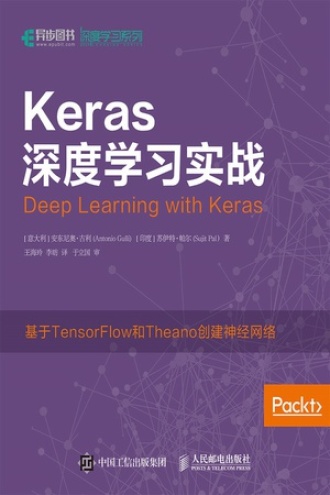 异步图书
www.epubit.com.cn
深度学习系列
Keras
深度学习实战
Deep Learning with Keras
[ 意大利 ] 安东尼奥·吉利 (Antonio Gulli) [ 印度 ] 苏伊特·帕尔 (Sujit Pal) 著
王海玲 李昉 译 于立国 审
基于TensorFlow和Theano创建神经网络
Packt>
中国工信出版集团
人民邮电出版社
POSTS & TELECOM PRESS